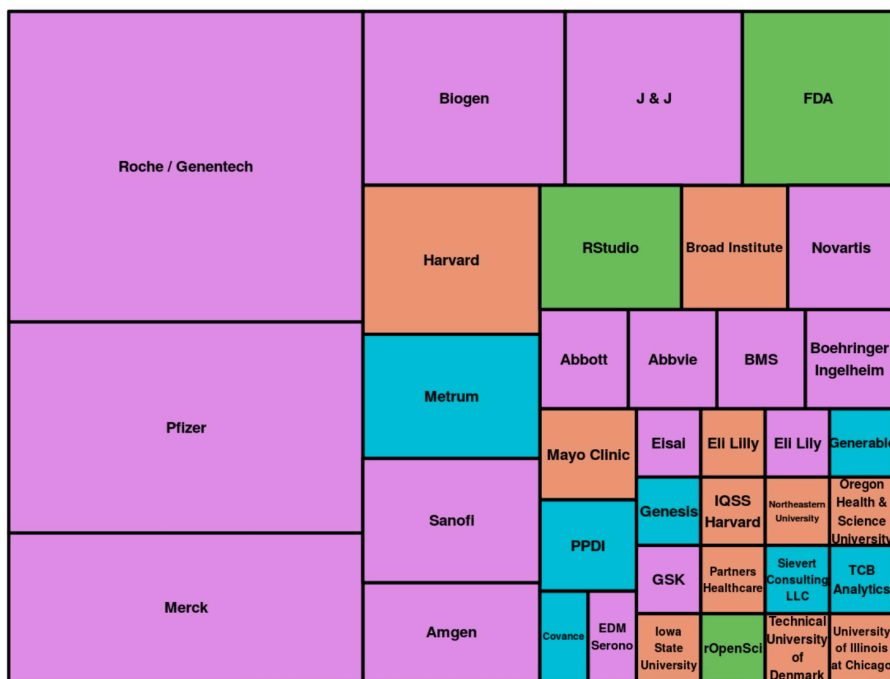 Roche / Genentech
Pfizer
Merck
Biogen
J & J
FDA
Harvard
Metrum
Sanofi
Amgen
RStudio
Broad Institute
Novartis
Abbott
Abbvie
BMS
Boehringer
Ingelheim
Mayo Clinic
PPDI
Covance
EDM
Serono
Eisai
Eli Lilly
Eli Lily
Generable
Genesis
IQSS
Harvard
Northeastern
University
Oregon
Health &
Science
University
GSK
Partners
Healthcare
Sievert
Consulting
LLC
TCB
Analytics
Iowa
State
University
rOpenSci
Technical
University
of
Denmark
University
of Illinois
at Chicago